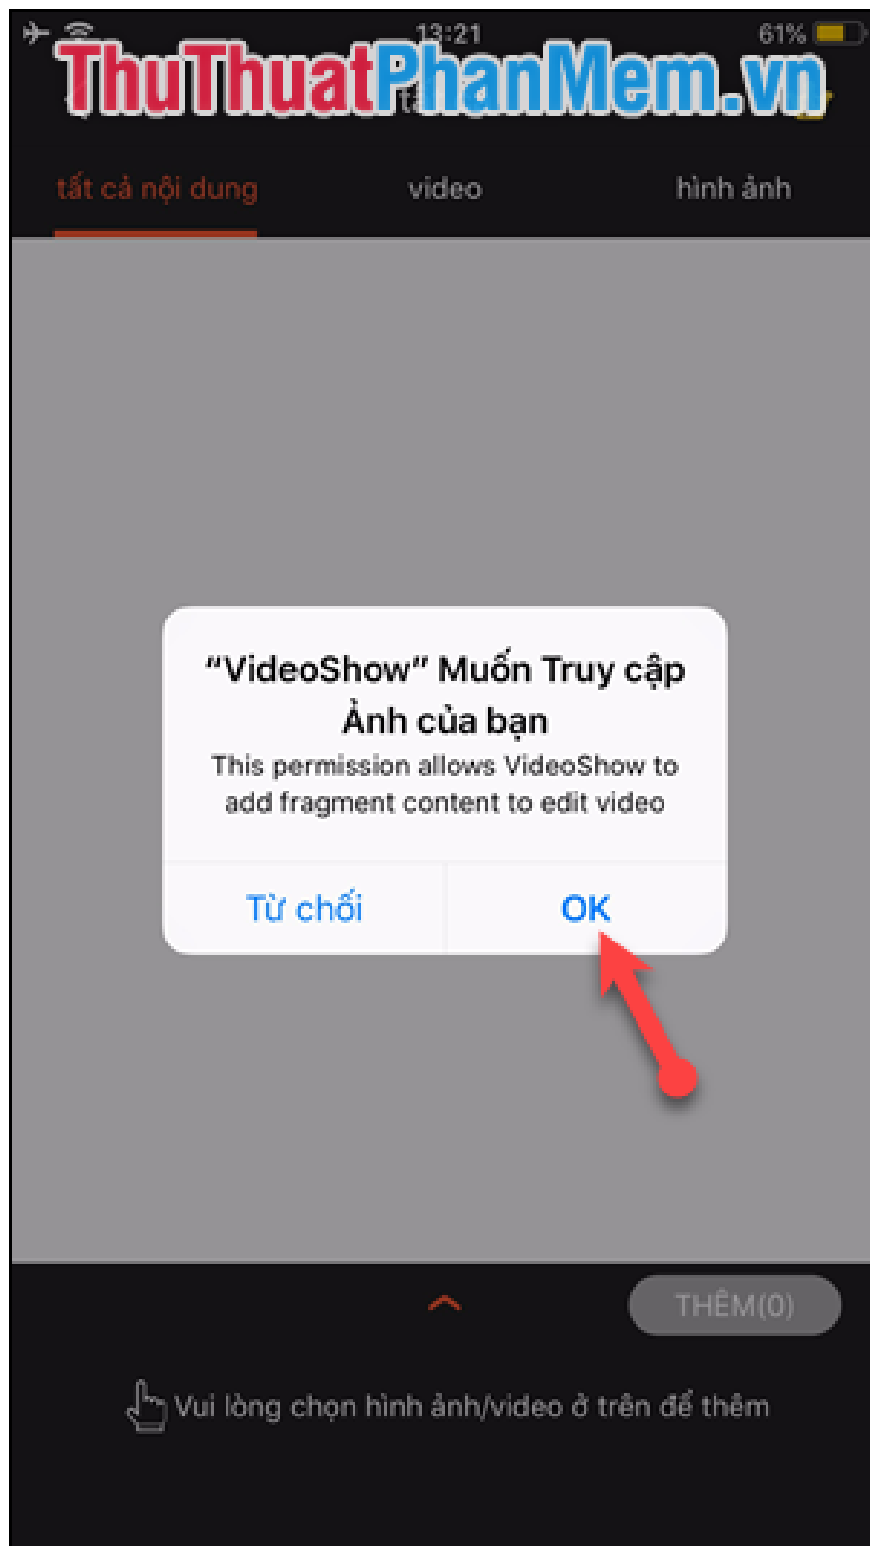 13:21 61%
ThuThuatPhanMem.vn
tất cả nội dung video hình ảnh
“VideoShow” Muốn Truy cập
Ảnh của bạn
This permission allows VideoShow to
add fragment content to edit video
Từ chối OK
THÊM(0)
Vui lòng chọn hình ảnh/video ở trên để thêm